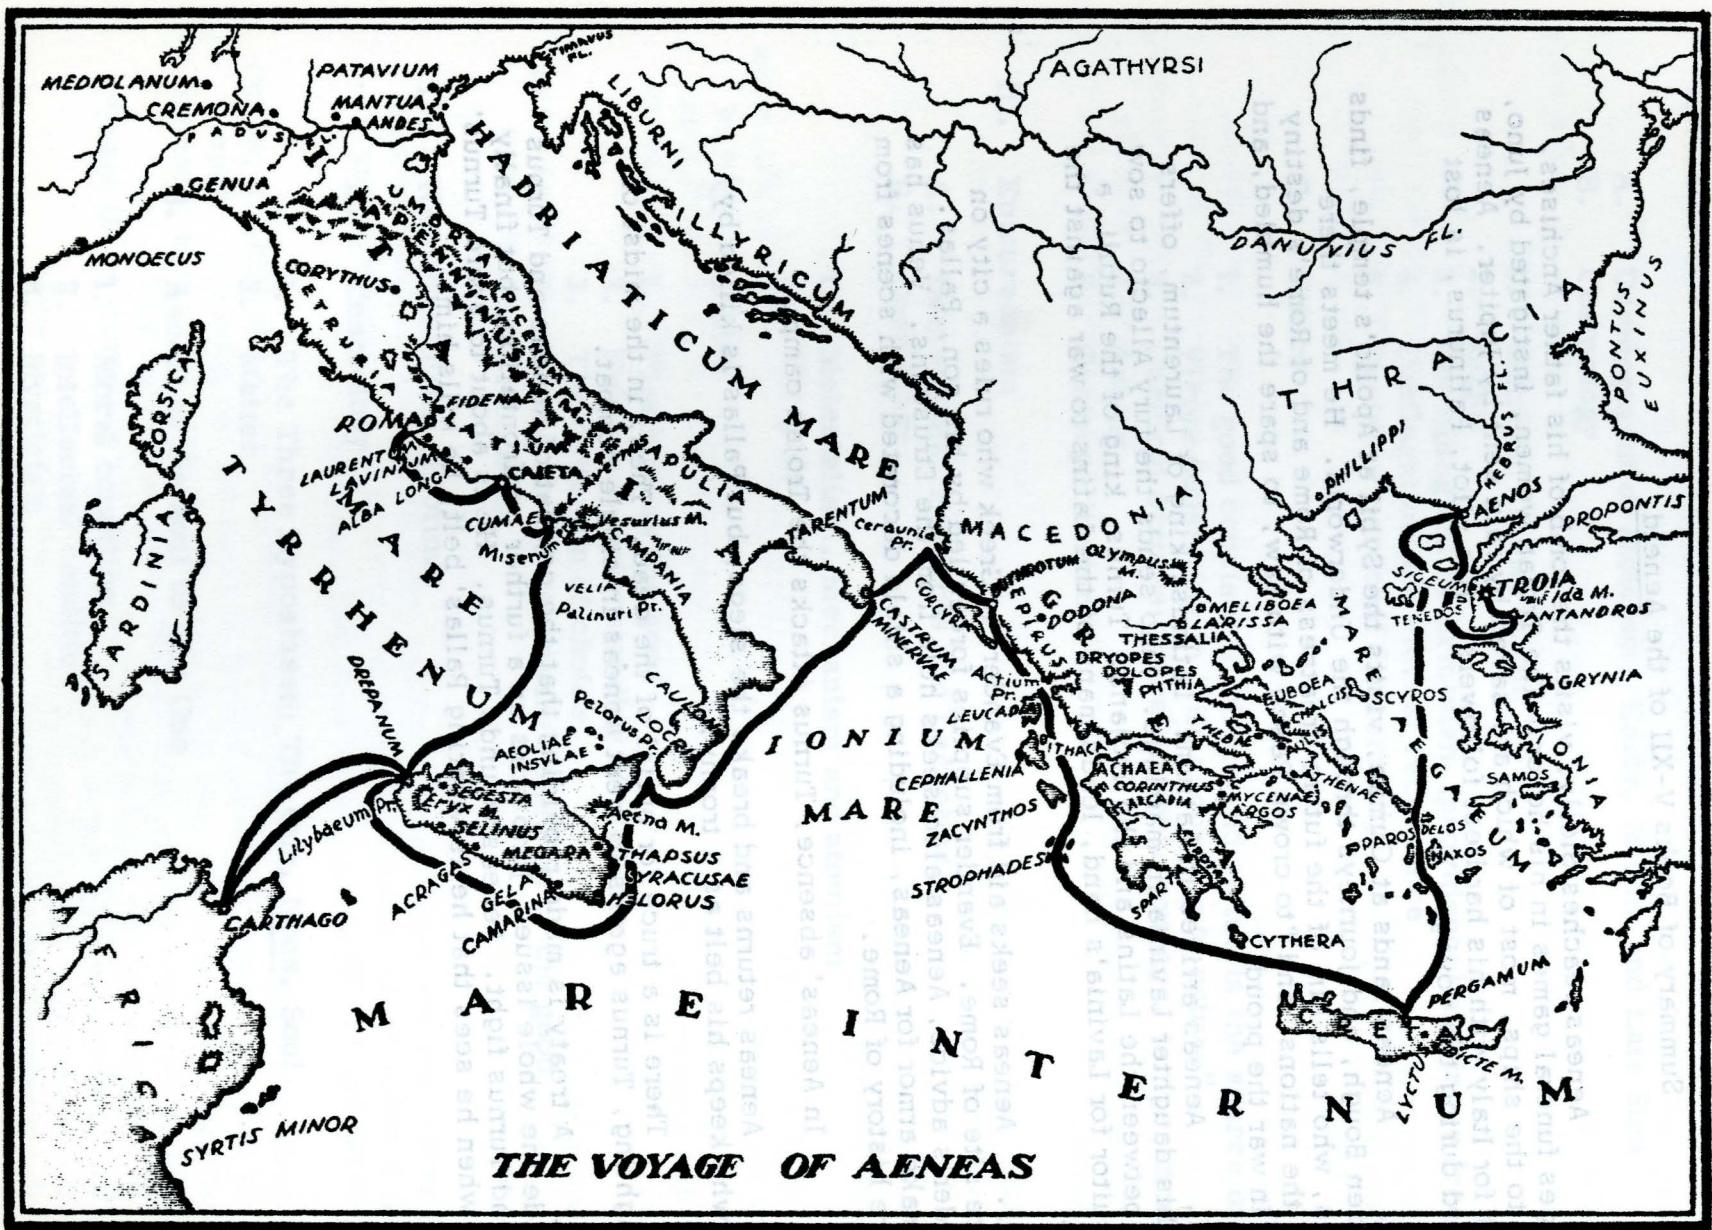 TIMAVUS
FL.
MEDIOLANUM
PATAVIUM
CREMONA
MANTUA
ANDES
PADUS FL.
GENUA
MONOECUS
LIBURNI
AGATHYRSI
ILLYRICUM
DANUVIUS FL.
HADRIATICUM MARE
UMBRIA
APENNINUS
PICENUM
CORYTHUS
ETRURIA
ITALIA
CORSICA
SARDINIA
FIDENAE
ROMA
LATIUM
LAURENTUM
LAVINIUM
ALBA LONGA
CAIETA
APULIA
CUMAE
Misenum
Vesuvius M.
CAMPANIA
VELIA
Palinuri Pr.
TYRRHENUM
MARE
TARENTUM
Ceraunia
Pr.
CASTRUM
MINERVAE
THRACIA
HEBRUS FL.
PONTUS
EUXINUS
PHILLIPPI
AENOS
PROPONTIS
MACEDONIA
Olympus
M.
DODONA
EPIRUS
CORCYRA
GRAECIA
MELIBOEA
LARISSA
THESSALIA
DRYOPES
DOLOPES
PHTHIA
SIGEUM
TROIA
Ida M.
TENEDOS
ANTANDROS
GRYNIA
MARE AEGAEUM
EUBOEA
CHALCIS
SCYROS
IONIA
SAMOS
THEBAE
ATHENAE
Actium
Pr.
LEUCADIA
ITHACA
CEPHALLENIA
ACHAEA
CORINTHUS
ARCADIA
MYCENAE
ARGOS
ZACYNTHOS
STROPHADES
SPARTA
PAROS
DELOS
NAXOS
CYTHERA
IONIUM
MARE
DREPANUM
CAULON
LOCRI
Pelorus Pr.
AEOLIAE
INSVLAE
SEGESTA
Eryx M.
SELINUS
Aetna M.
Lilybaeum Pr.
MEGARA
THAPSUS
SYRACUSAE
HELORUS
ACRAGAS
GELA
CAMARINA
CARTHAGO
AFRICA
SYRTIS MINOR
PERGAMUM
CRETA
DICTE M.
LYCTUS
MARE INTERNUM
THE VOYAGE OF AENEAS